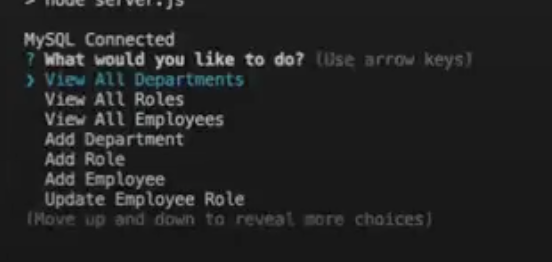 > node server.js
MySQL Connected
? What would you like to do? (Use arrow keys)
❯ View All Departments
View All Roles
View All Employees
Add Department
Add Role
Add Employee
Update Employee Role
(Move up and down to reveal more choices)